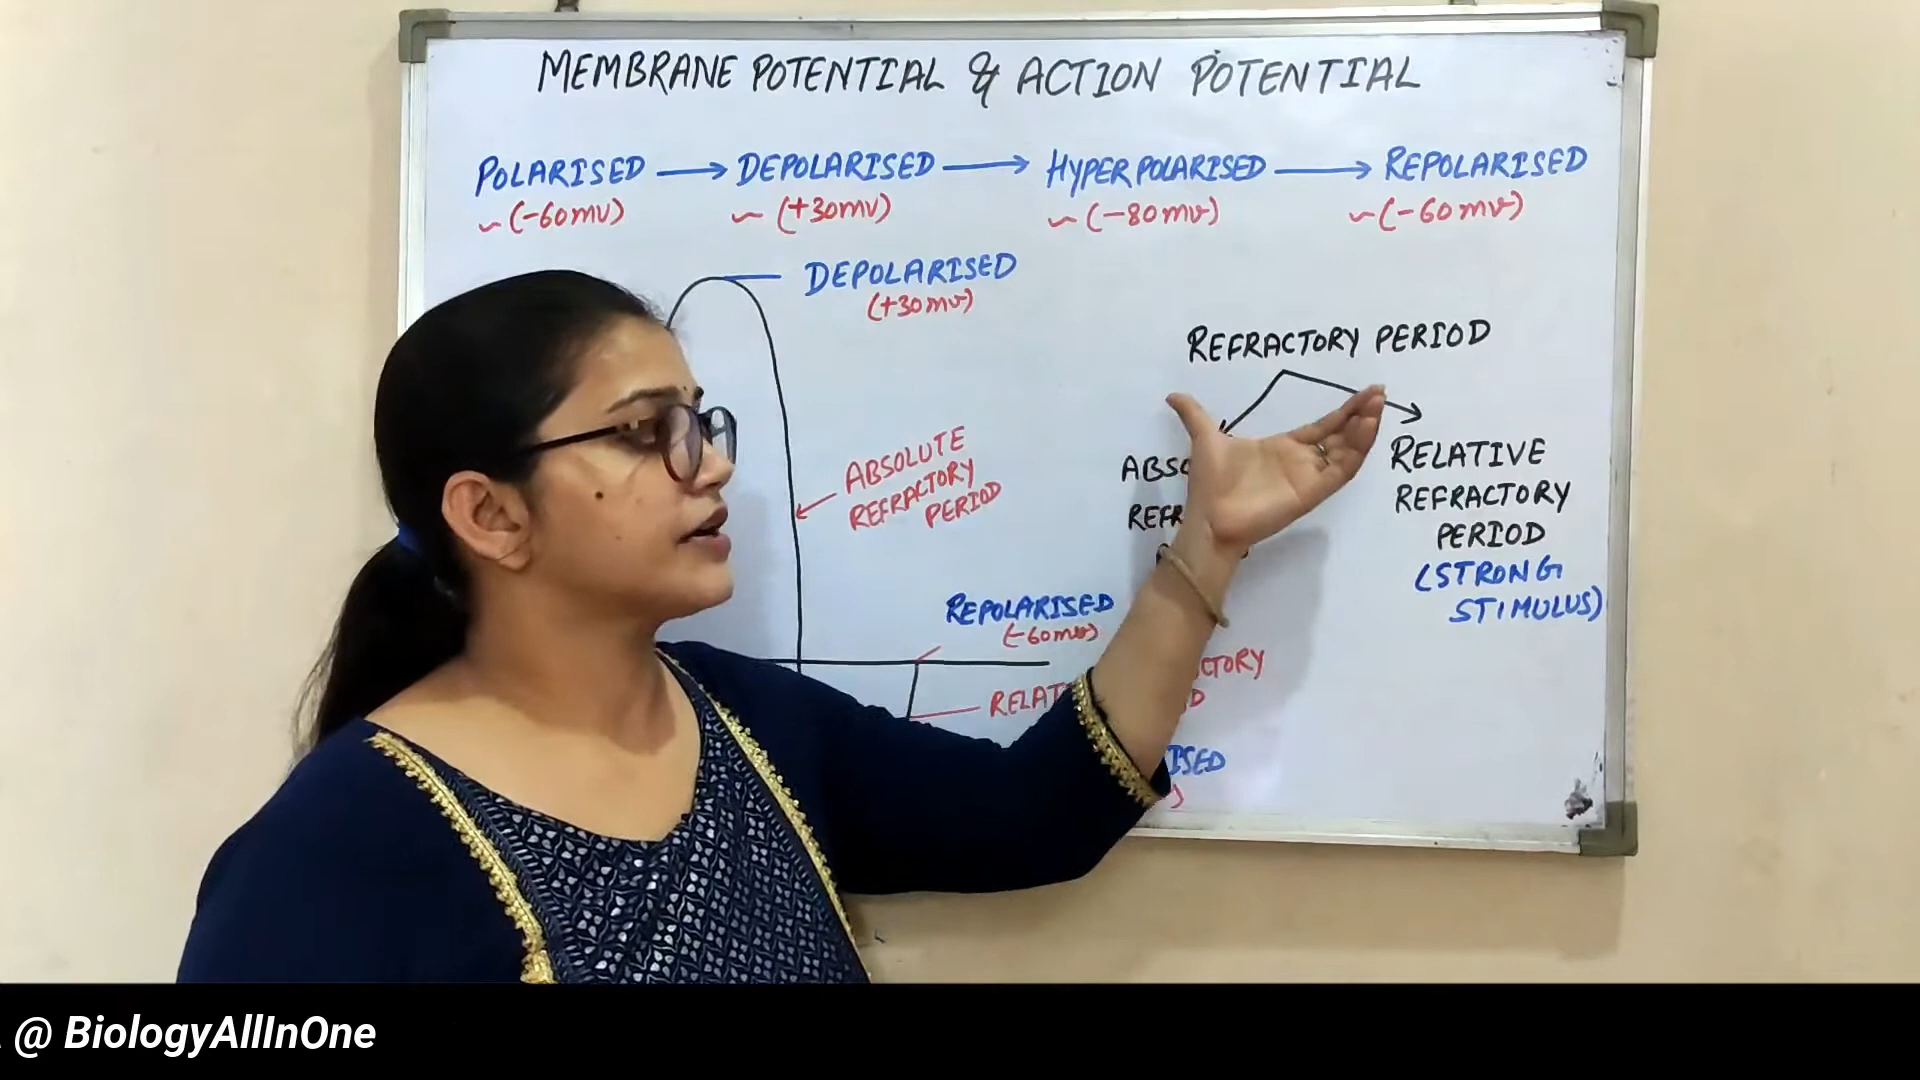 MEMBRANE POTENTIAL & ACTION POTENTIAL
POLARISED → DEPOLARISED → HYPERPOLARISED → REPOLARISED
~(-60mV) ~(+30mV) ~(-80mV) ~(-60mV)
DEPOLARISED
(+30mV)
REFRACTORY PERIOD
ABSOLUTE
REFRACTORY
PERIOD
RELATIVE
REFRACTORY
PERIOD
(STRONG
STIMULUS)
REPOLARISED
(-60mV)
@ BiologyAllInOne